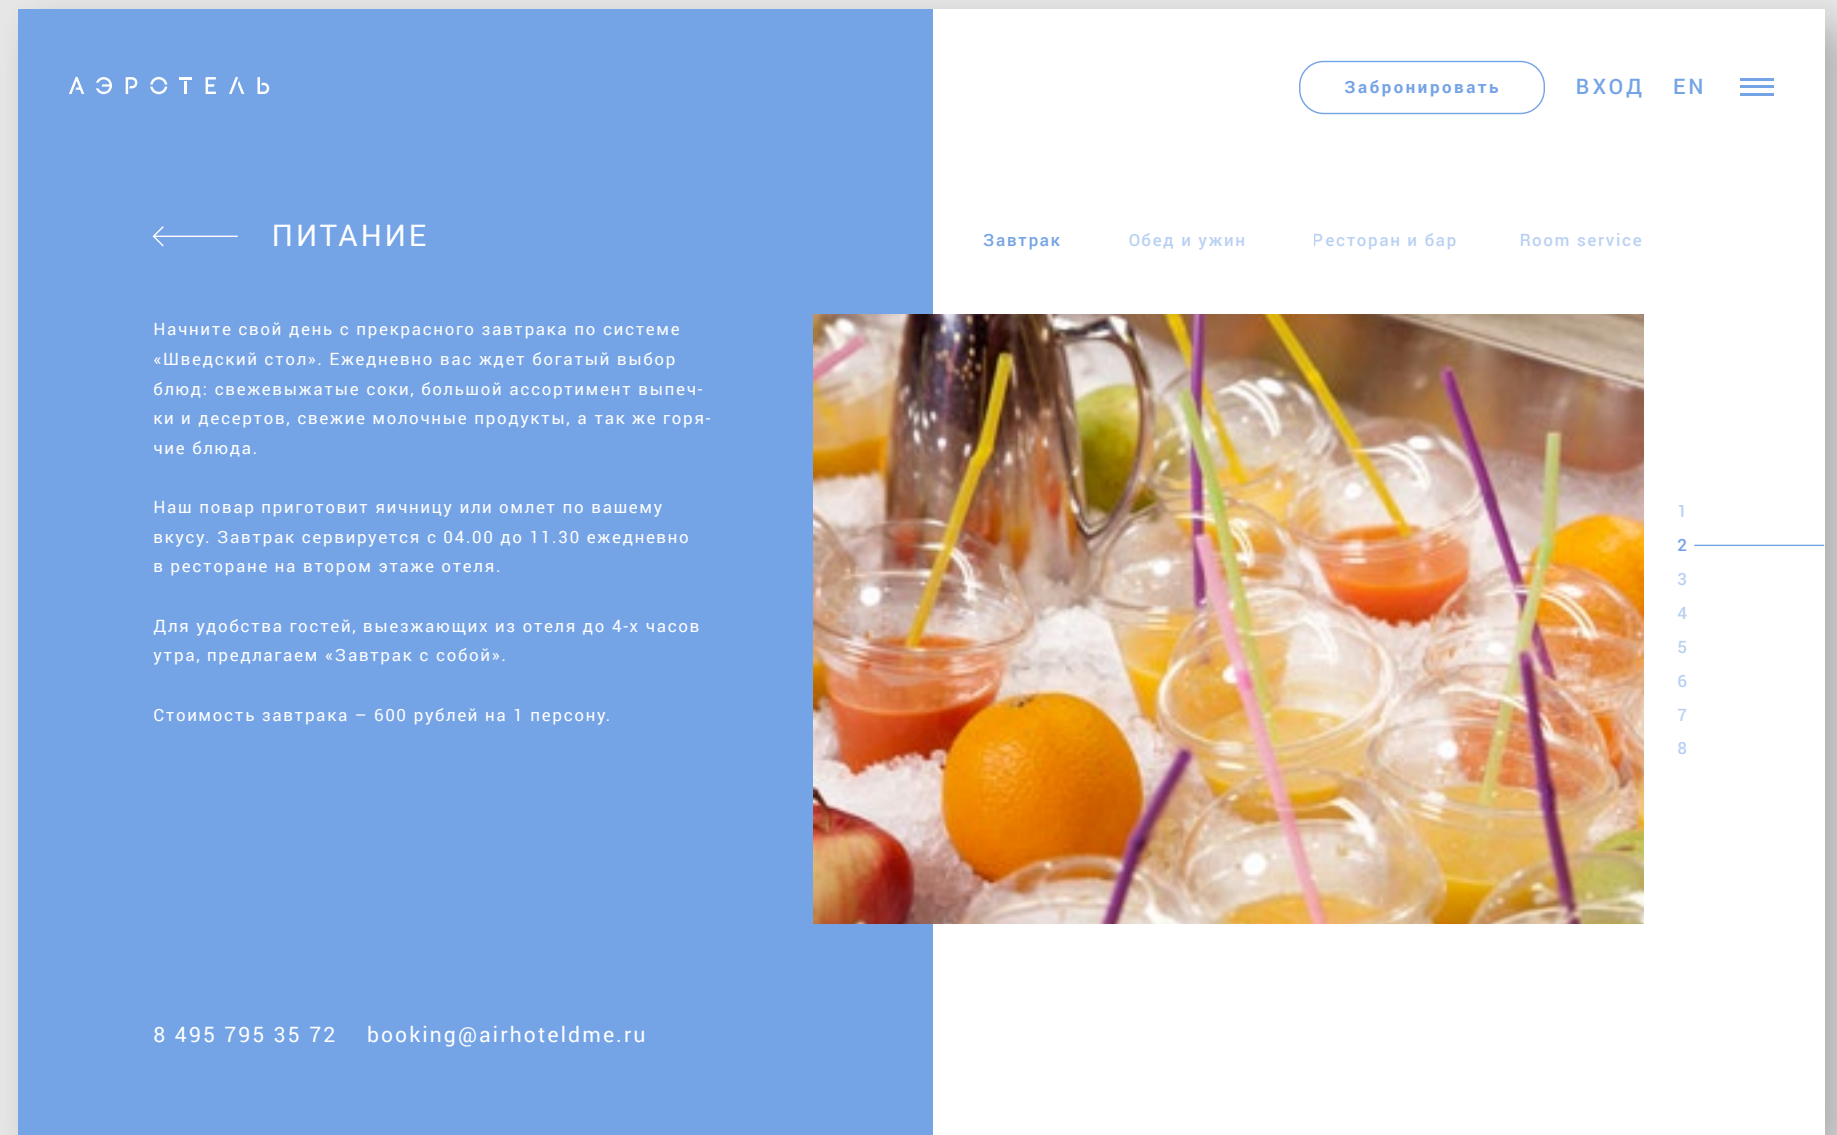 АЭРОТЕЛЬ
Забронировать
ВХОД
EN
ПИТАНИЕ
Завтрак
Обед и ужин
Ресторан и бар
Room service
Начните свой день с прекрасного завтрака по системе
«Шведский стол». Ежедневно вас ждет богатый выбор
блюд: свежевыжатые соки, большой ассортимент выпеч-
ки и десертов, свежие молочные продукты, а так же горя-
чие блюда.
Наш повар приготовит яичницу или омлет по вашему
вкусу. Завтрак сервируется с 04.00 до 11.30 ежедневно
в ресторане на втором этаже отеля.
Для удобства гостей, выезжающих из отеля до 4-х часов
утра, предлагаем «Завтрак с собой».
Стоимость завтрака – 600 рублей на 1 персону.
1
2
3
4
5
6
7
8
8 495 795 35 72
booking@airhoteldme.ru